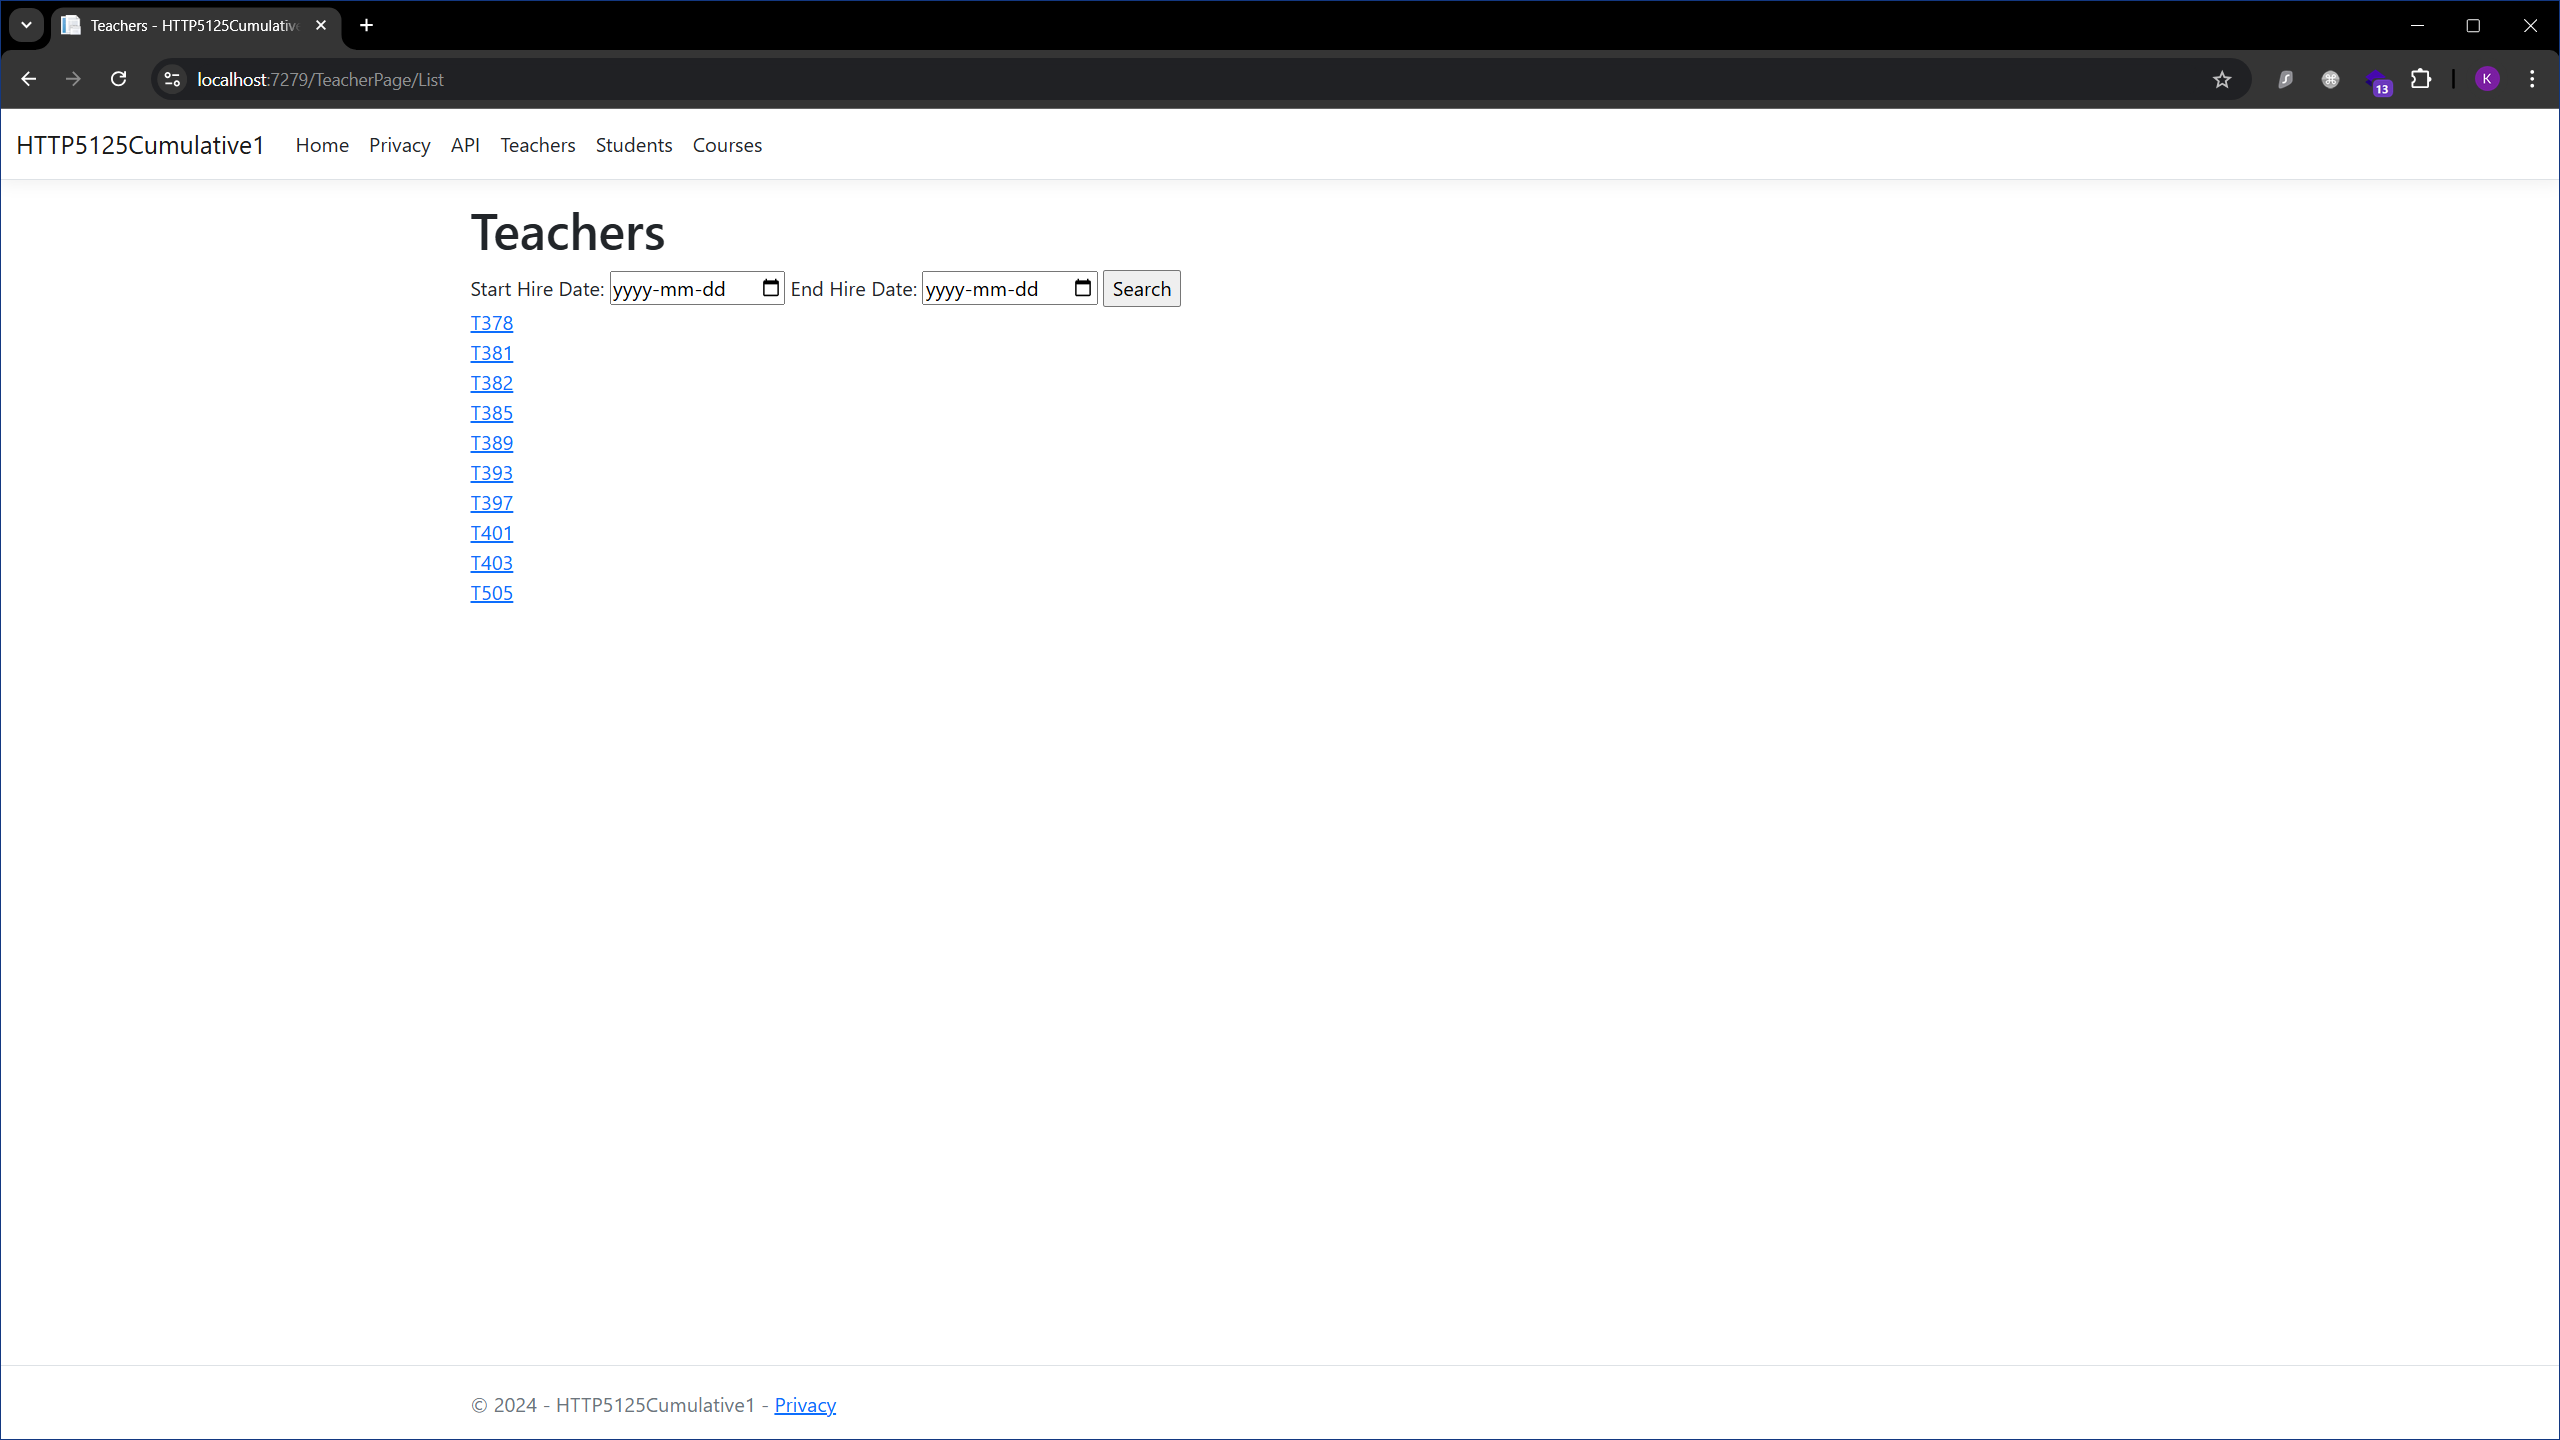 Teachers - HTTP5125Cumulativ
localhost:7279/TeacherPage/List
13
K
HTTP5125Cumulative1 Home Privacy API Teachers Students Courses
Teachers
Start Hire Date: yyyy-mm-dd End Hire Date: yyyy-mm-dd Search
T378
T381
T382
T385
T389
T393
T397
T401
T403
T505
© 2024 - HTTP5125Cumulative1 - Privacy